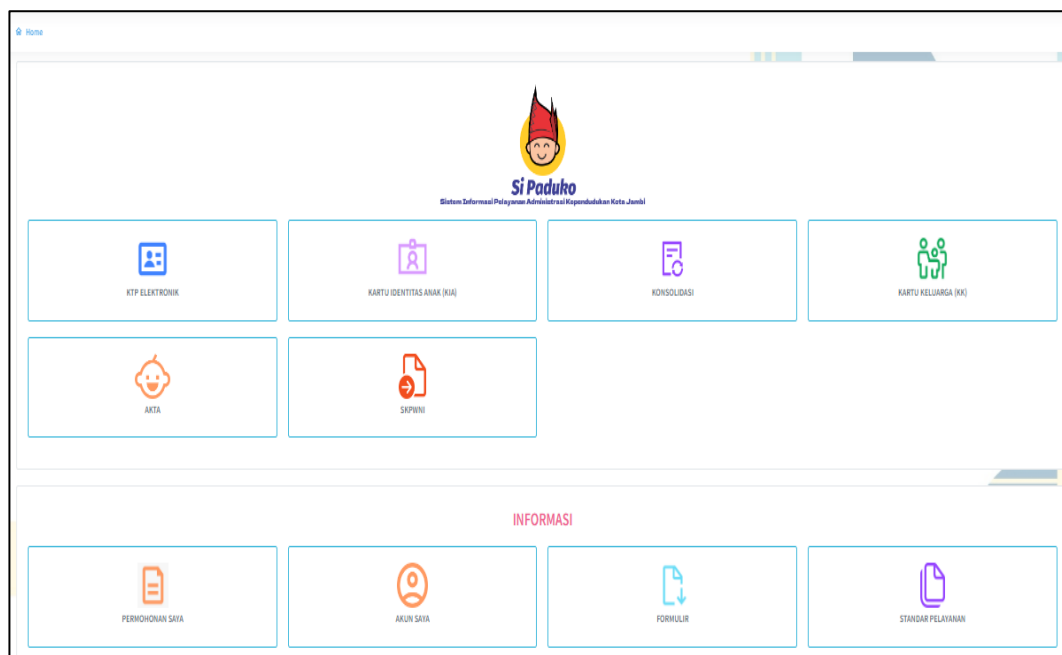 Home
Si Paduko
Sistem Informasi Pelayanan Administrasi Kependudukan Kota Jambi
KTP ELEKTRONIK
KARTU IDENTITAS ANAK (KIA)
KONSOLIDASI
KARTU KELUARGA (KK)
AKTA
SKPWNI
INFORMASI
PERMOHONAN SAYA
AKUN SAYA
FORMULIR
STANDAR PELAYANAN